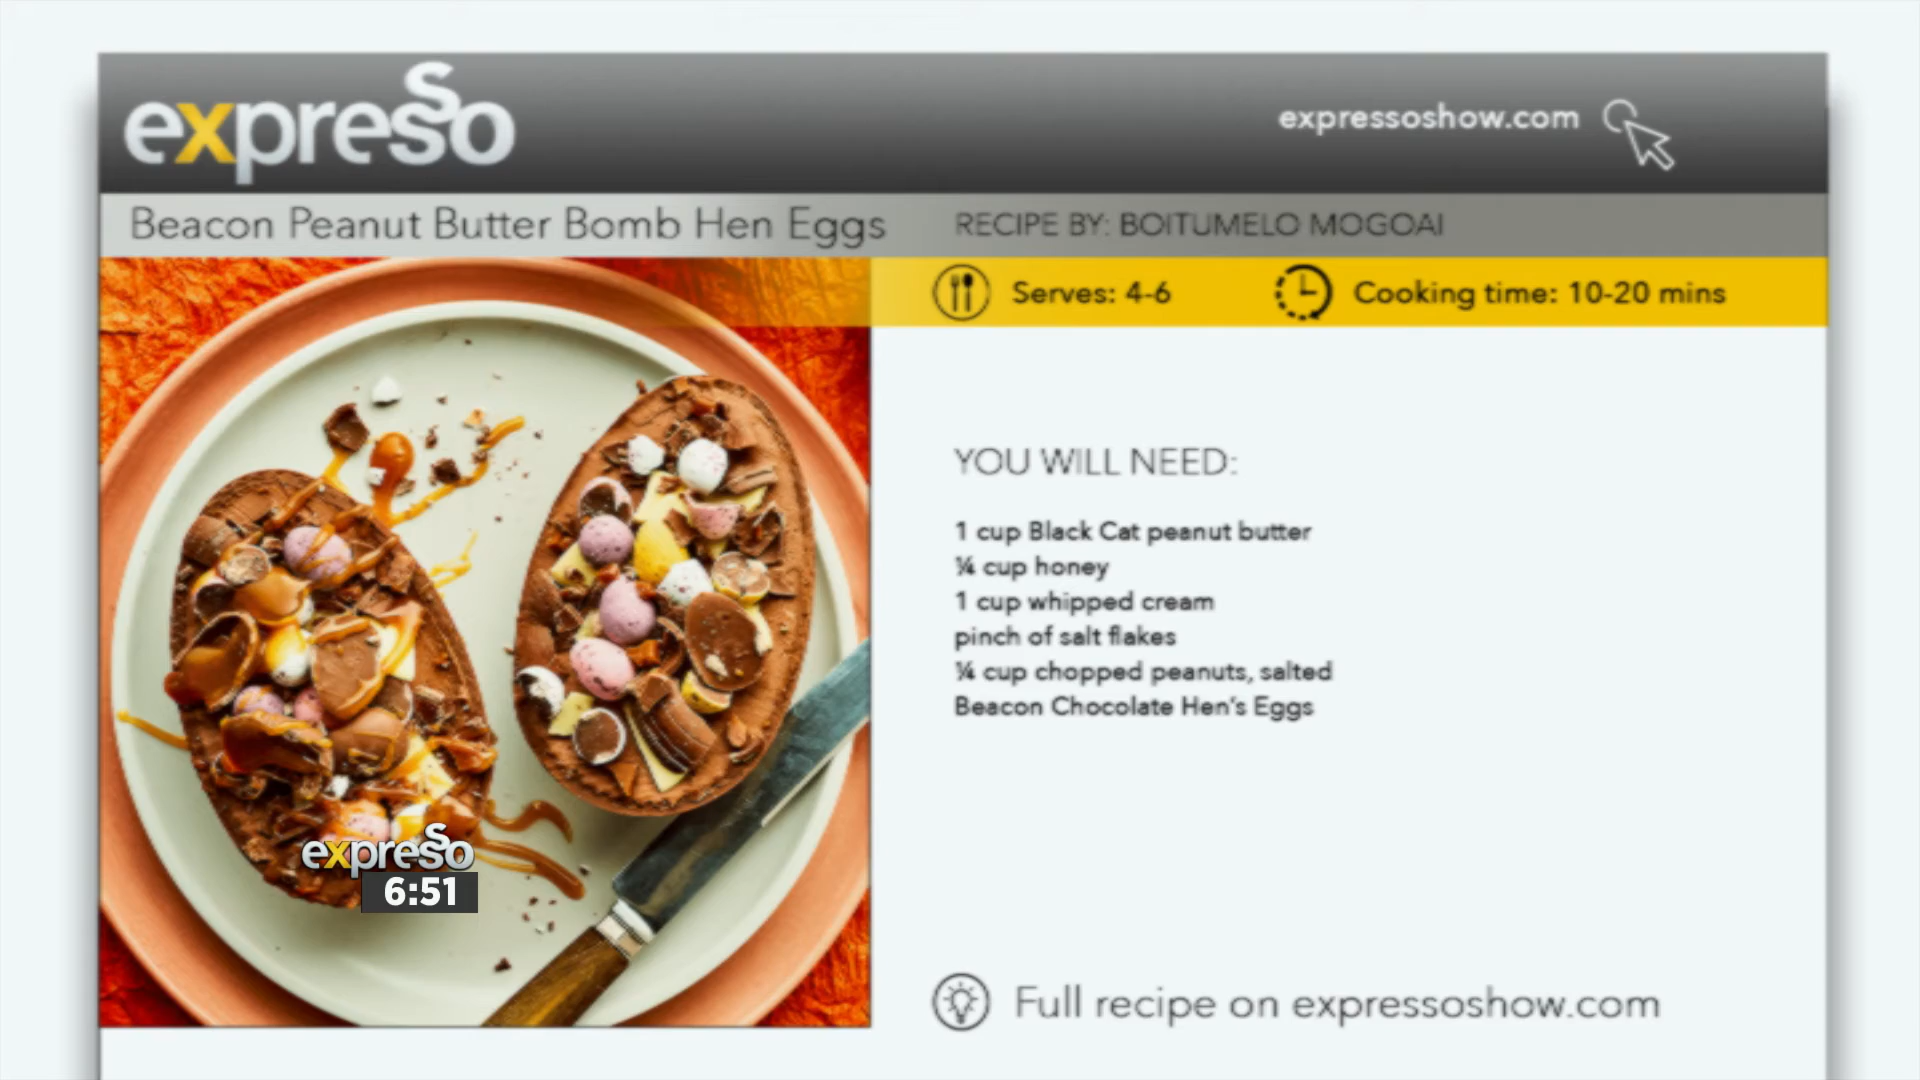 expresso
expressoshow.com
Beacon Peanut Butter Bomb Hen Eggs
RECIPE BY: BOITUMELO MOGOAI
Serves: 4-6
Cooking time: 10-20 mins
YOU WILL NEED:
1 cup Black Cat peanut butter
¼ cup honey
1 cup whipped cream
pinch of salt flakes
¼ cup chopped peanuts, salted
Beacon Chocolate Hen's Eggs
expresso
6:51
Full recipe on expressoshow.com